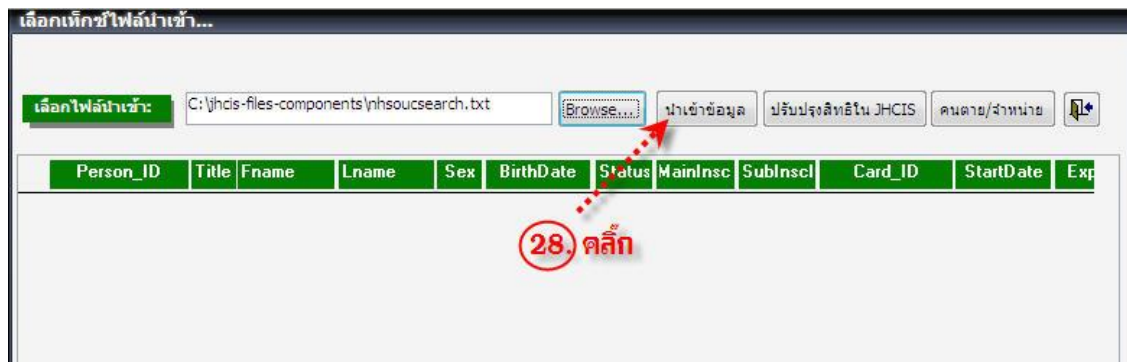 เลือกเท็กซ์ไฟล์นำเข้า...
เลือกไฟล์นำเข้า: C:\jhcis-files-components\nhsoucsearch.txt Browse... นำเข้าข้อมูล ปรับปรุงสิทธิใน JHCIS คนตาย/จำหน่าย
Person_ID Title Fname Lname Sex BirthDate Status MainInsc SubInscl Card_ID StartDate Exp
28. คลิ๊ก